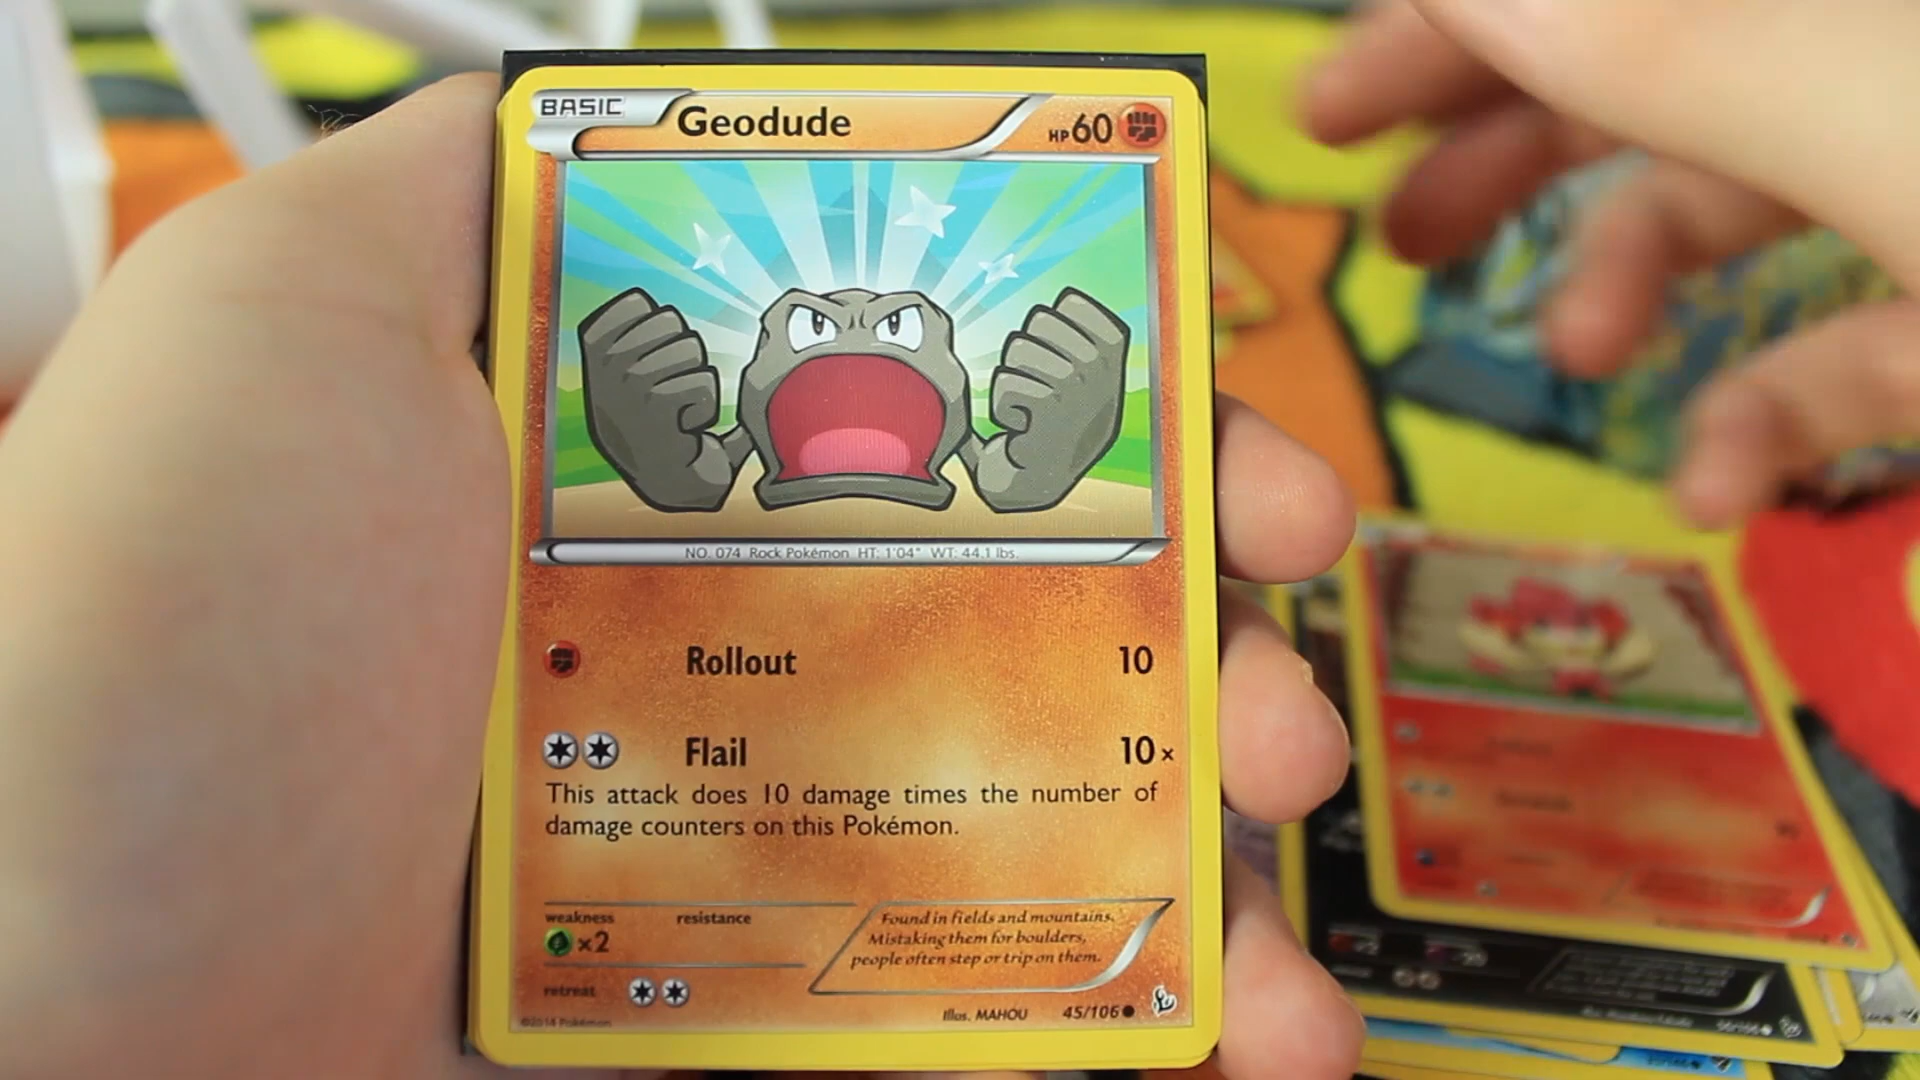 BASIC
Geodude
HP60
NO. 074 Rock Pokémon HT: 1'04" WT: 44.1 lbs.
Rollout 10
Flail 10×
This attack does 10 damage times the number of
damage counters on this Pokémon.
weakness resistance
×2
retreat
Found in fields and mountains.
Mistaking them for boulders,
people often step or trip on them.
©2014 Pokémon
Illus. MAHOU 45/106